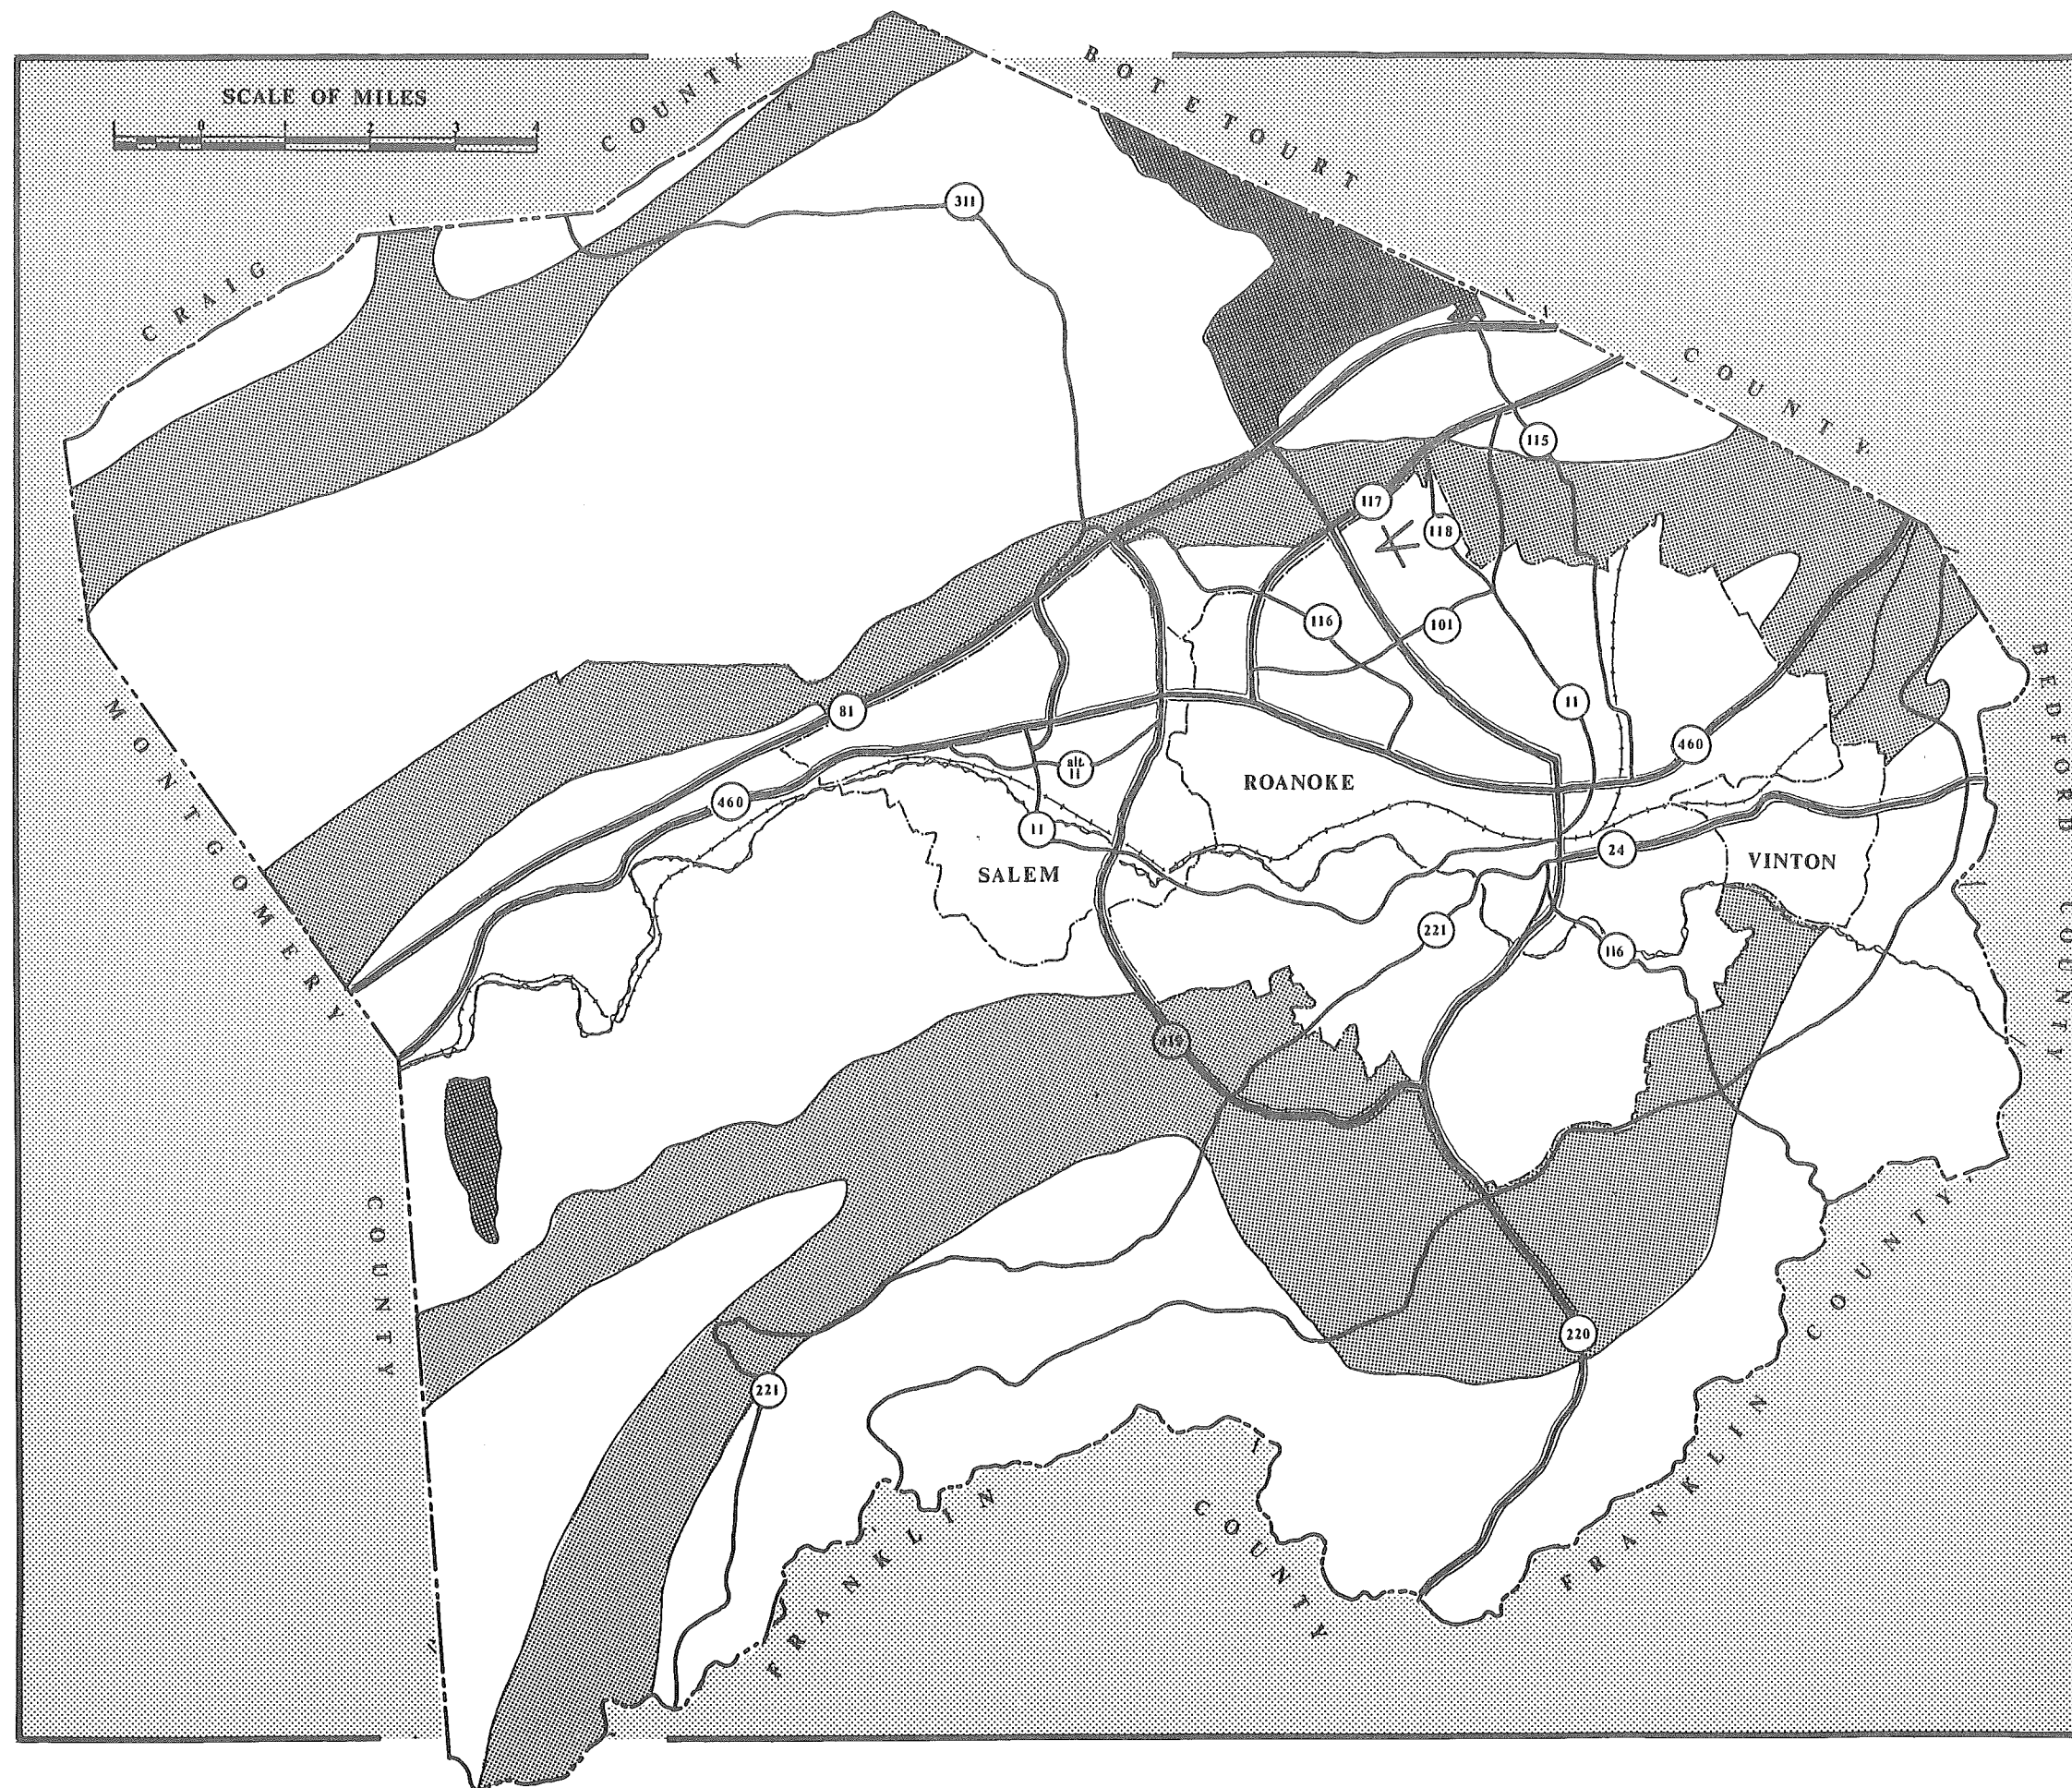 SCALE OF MILES
1 0 1 2 3 4
CRAIG COUNTY
BOTETOURT COUNTY
311
115
117
118
116
101
81
11
460
alt. 11
ROANOKE
460
11
24
SALEM
VINTON
221
116
419
220
221
MONTGOMERY COUNTY
BEDFORD COUNTY
FRANKLIN COUNTY
FRANKLIN COUNTY